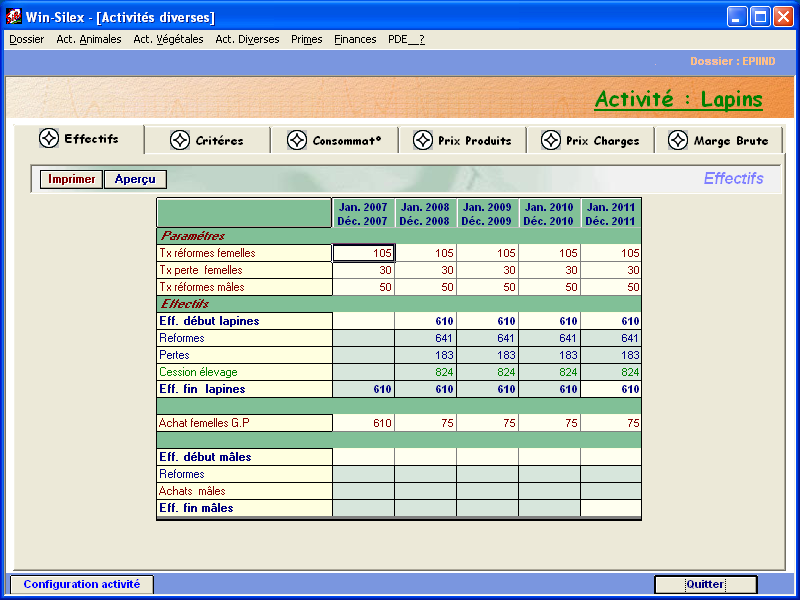 Win-Silex - [Activités diverses]
Dossier Act. Animales Act. Végétales Act. Diverses Primes Finances PDE__?
Dossier : EPIIND
Activité : Lapins
Effectifs Critéres Consommat° Prix Produits Prix Charges Marge Brute
Imprimer Aperçu Effectifs
Jan. 2007 Jan. 2008 Jan. 2009 Jan. 2010 Jan. 2011
Déc. 2007 Déc. 2008 Déc. 2009 Déc. 2010 Déc. 2011
Paramétres
Tx réformes femelles 105 105 105 105 105
Tx perte femelles 30 30 30 30 30
Tx réformes mâles 50 50 50 50 50
Effectifs
Eff. début lapines 610 610 610 610
Reformes 641 641 641 641
Pertes 183 183 183 183
Cession élevage 824 824 824 824
Eff. fin lapines 610 610 610 610 610
Achat femelles G.P 610 75 75 75 75
Eff. début mâles
Reformes
Achats mâles
Eff. fin mâles
Configuration activité Quitter